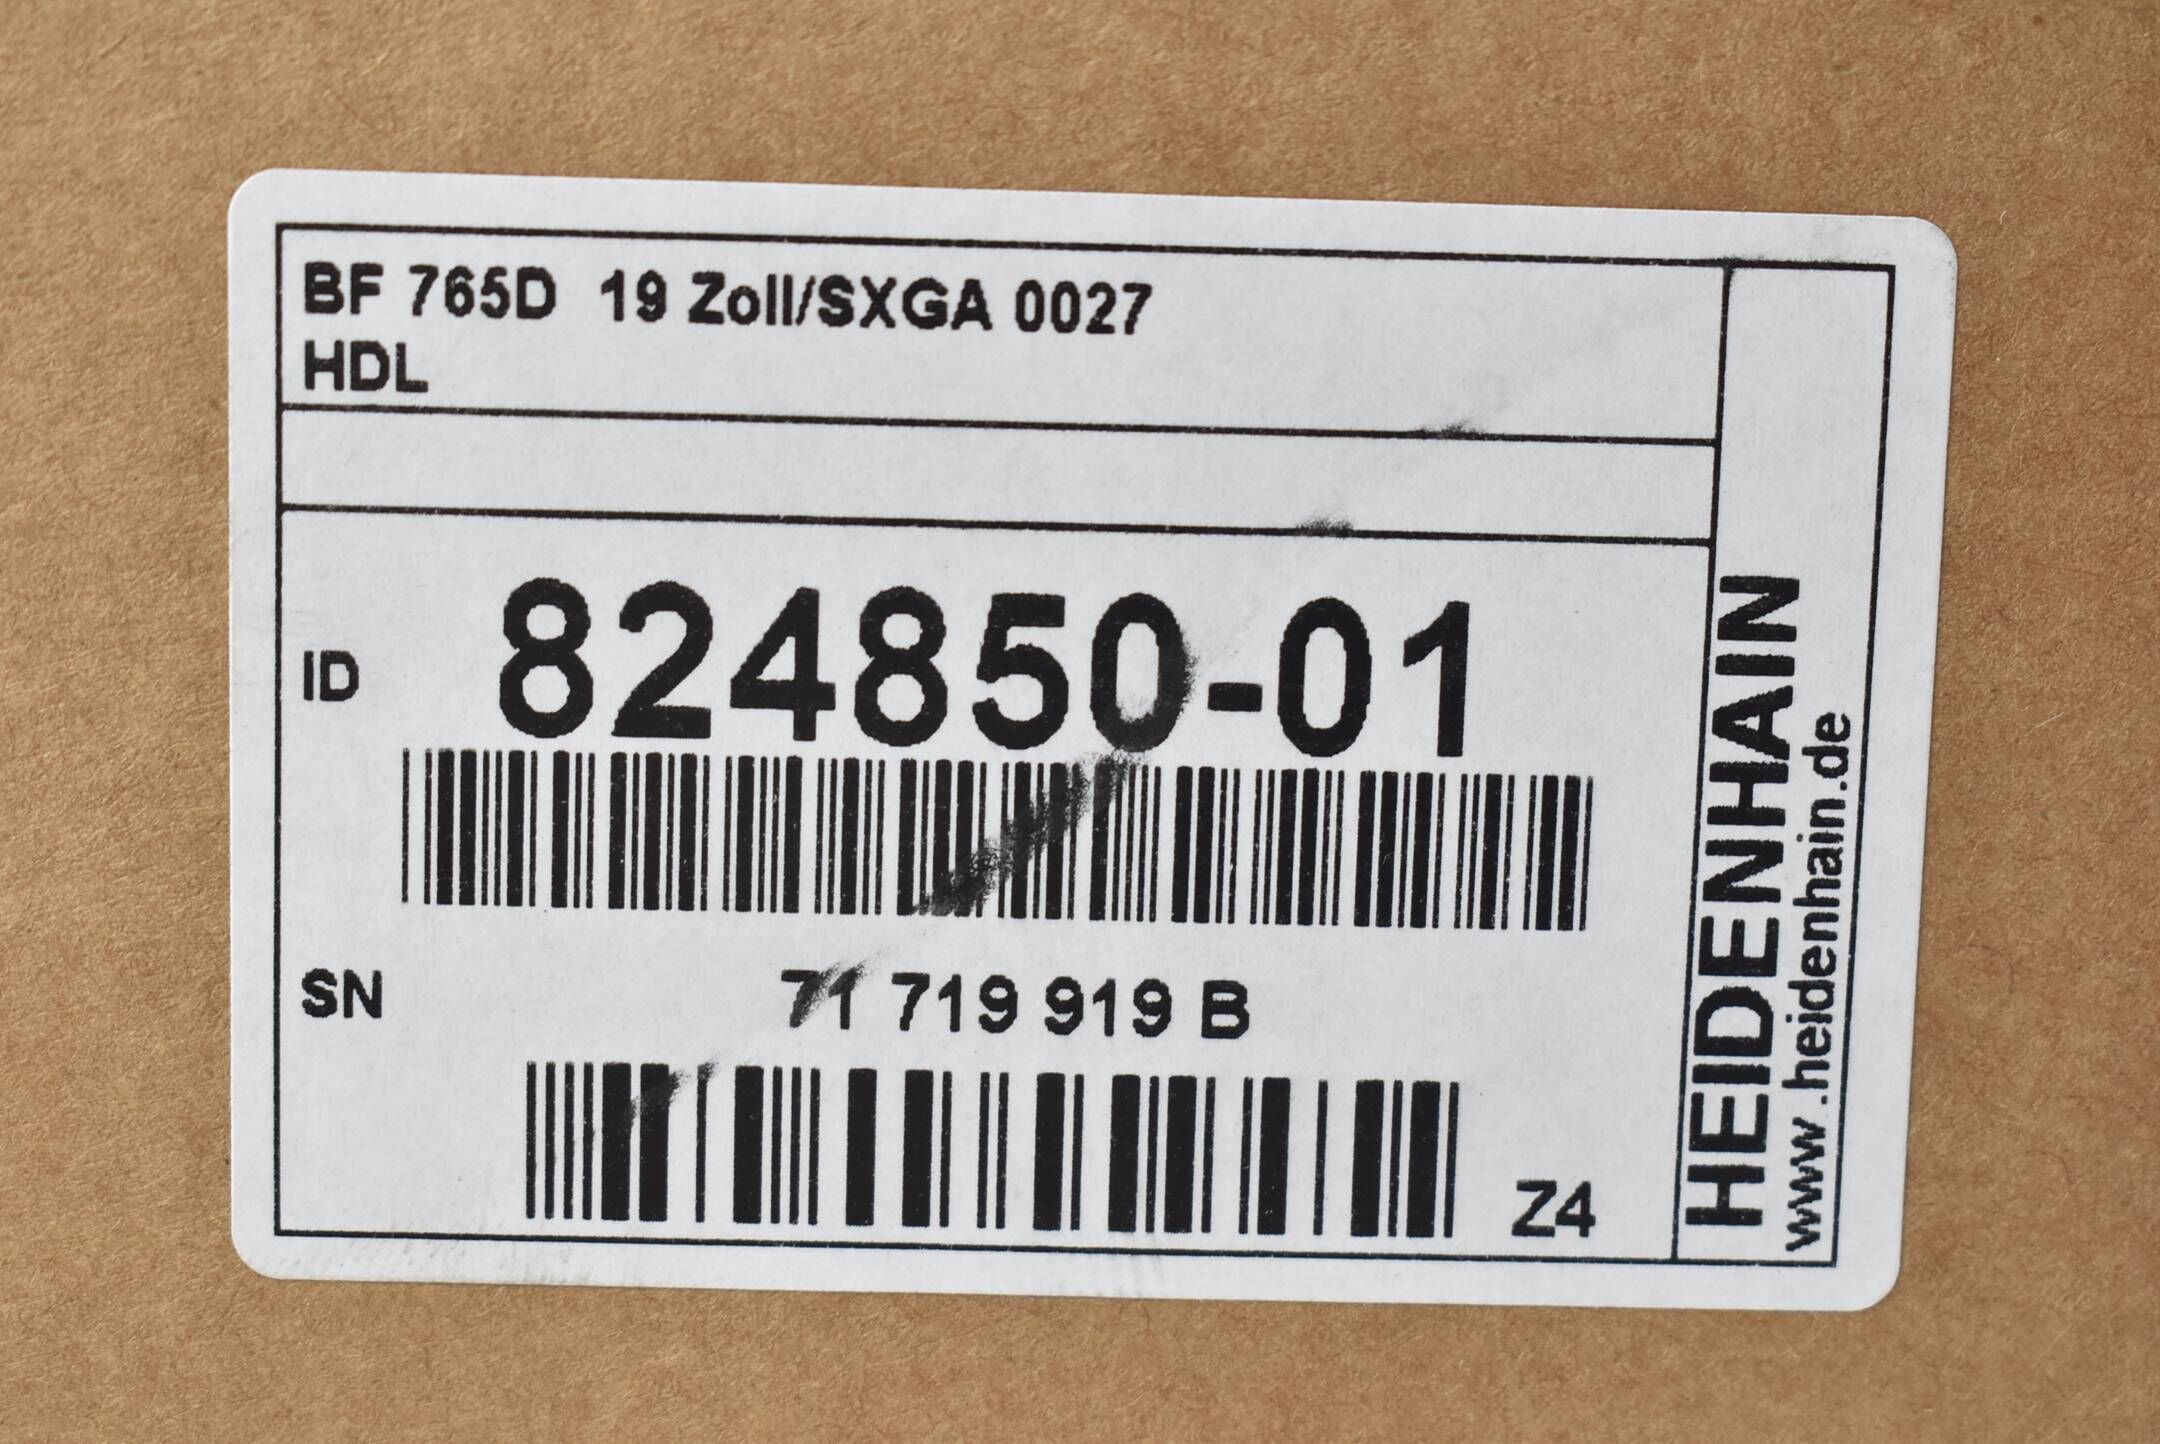 BF 765D 19 Zoll/SXGA 0027
HDL
ID 824850-01
SN 71 719 919 B
Z4
HEIDENHAIN
www.heidenhain.de